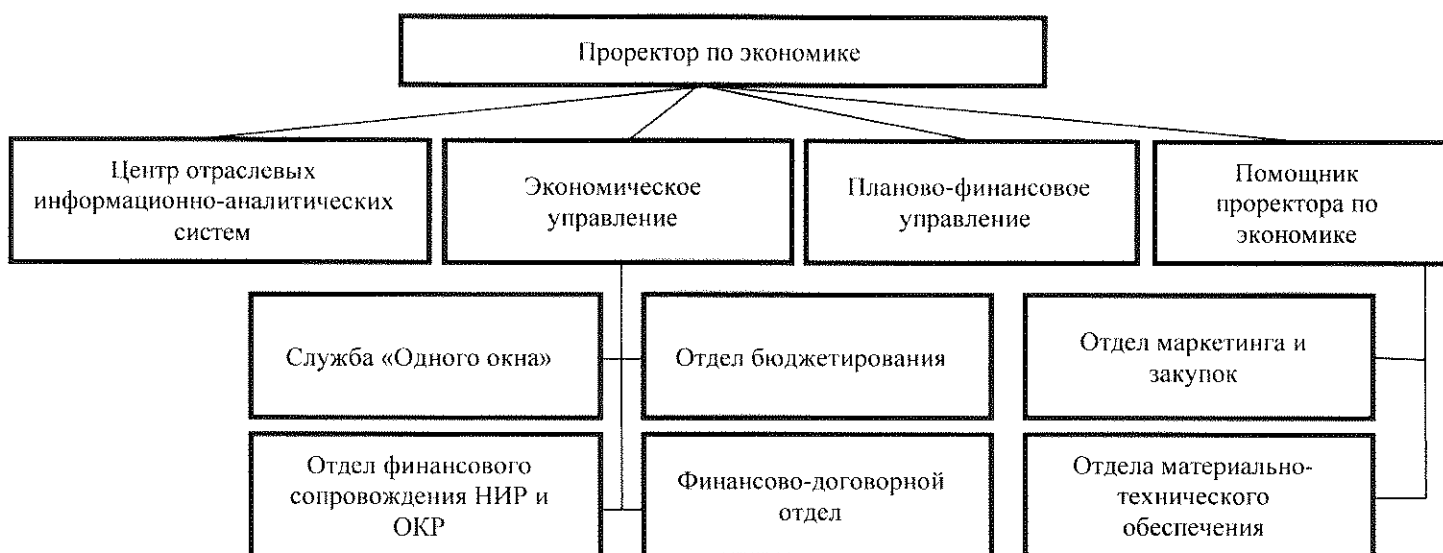 Проректор по экономике
Центр отраслевых
информационно-аналитических
систем
Экономическое
управление
Планово-финансовое
управление
Помощник
проректора по
экономике
Служба «Одного окна»
Отдел бюджетирования
Отдел маркетинга и
закупок
Отдел финансового
сопровождения НИР и
ОКР
Финансово-договорной
отдел
Отдела материально-
технического
обеспечения